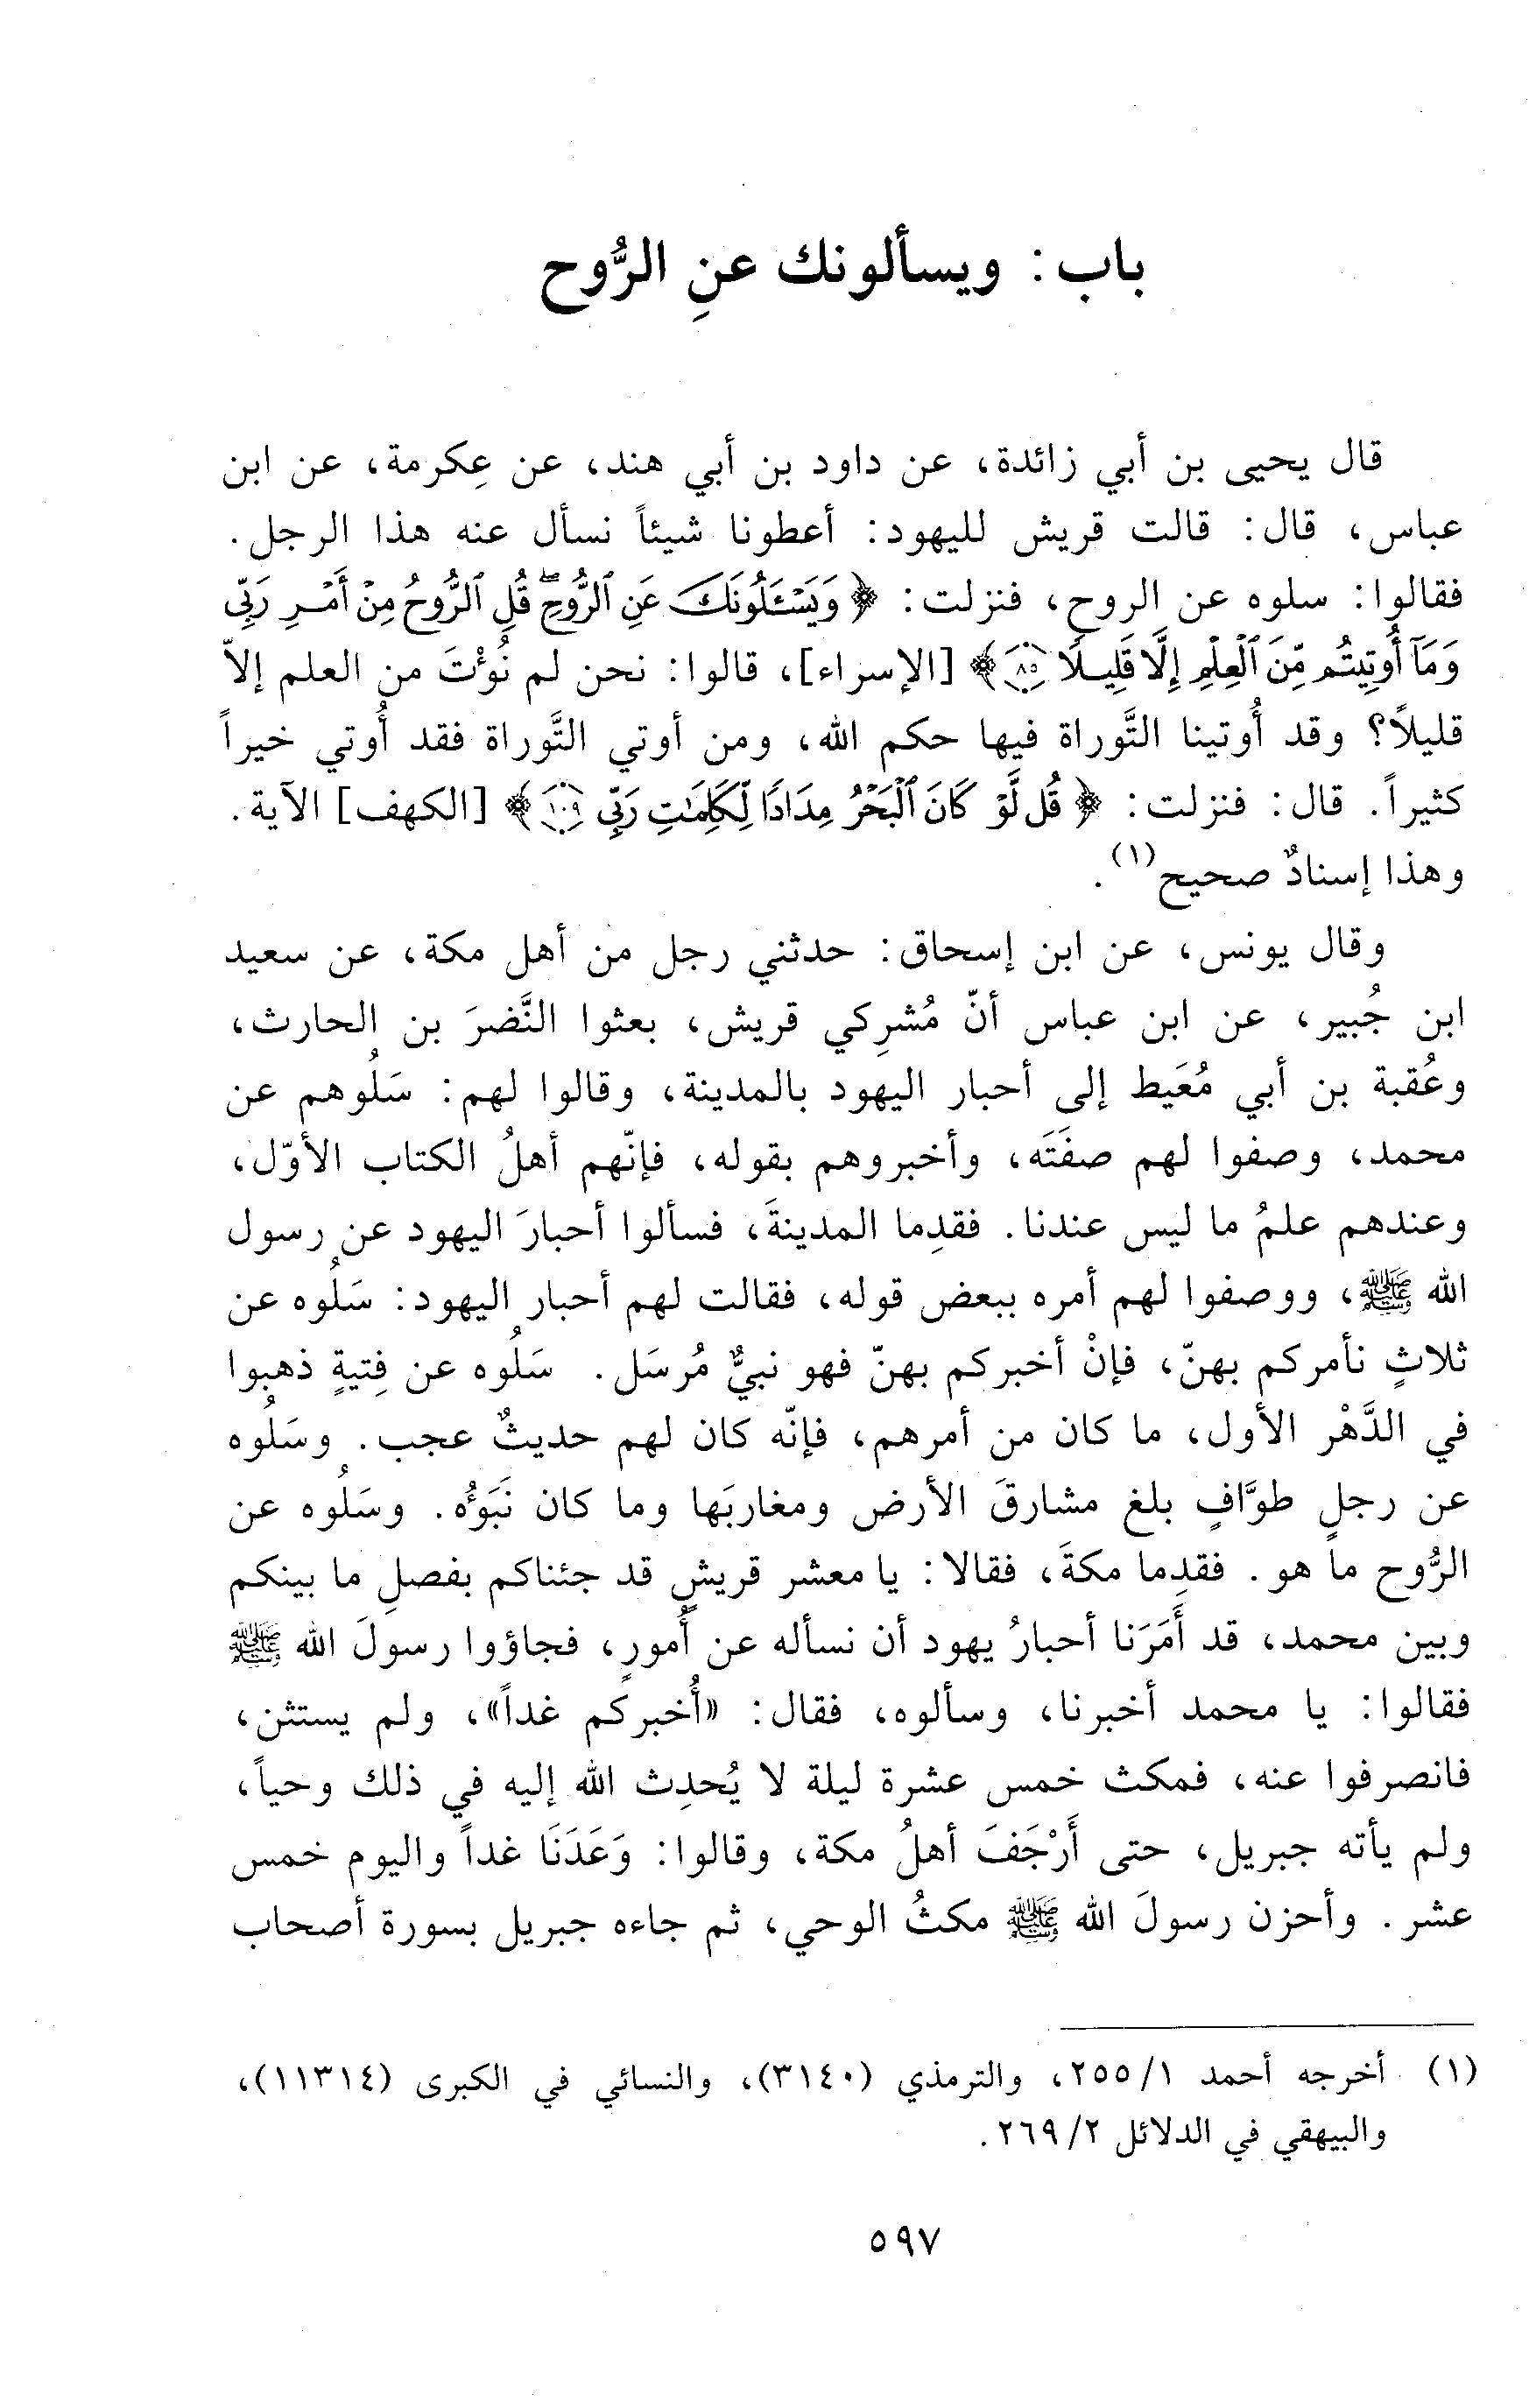 باب: ويسألونك عنِ الرُّوح
قال يحيى بن أبي زائدة، عن داود بن أبي هند، عن عِكرمة، عن ابن
عباس، قال: قالت قريش لليهود: أعطونا شيئاً نسأل عنه هذا الرجل.
فقالوا: سلوه عن الروح، فنزلت: ﴿وَيَسْـَٔلُونَكَ عَنِ ٱلرُّوحِۖ قُلِ ٱلرُّوحُ مِنْ أَمْرِ رَبِّى
وَمَآ أُوتِيتُم مِّنَ ٱلْعِلْمِ إِلَّا قَلِيلًا ٨٥﴾ [الإسراء]، قالوا: نحن لم نُؤْتَ من العلم إلاّ
قليلاً؟ وقد أُوتينا التَّوراة فيها حكم الله، ومن أوتي التَّوراة فقد أُوتي خيراً
كثيراً. قال: فنزلت: ﴿قُل لَّوْ كَانَ ٱلْبَحْرُ مِدَادًا لِّكَلِمَٰتِ رَبِّى ١٠٩﴾ [الكهف] الآية.
وهذا إسنادٌ صحيح(١).
وقال يونس، عن ابن إسحاق: حدثني رجل من أهل مكة، عن سعيد
ابن جُبير، عن ابن عباس أنّ مُشرِكي قريش، بعثوا النَّضرَ بن الحارث،
وعُقبة بن أبي مُعَيط إلى أحبار اليهود بالمدينة، وقالوا لهم: سَلُوهم عن
محمد، وصفوا لهم صفَتَه، وأخبروهم بقوله، فإنّهم أهلُ الكتاب الأوّل،
وعندهم علمُ ما ليس عندنا. فقدِما المدينةَ، فسألوا أحبارَ اليهود عن رسول
الله ﷺ، ووصفوا لهم أمره ببعض قوله، فقالت لهم أحبار اليهود: سَلُوه عن
ثلاثٍ نأمركم بهنّ، فإنْ أخبركم بهنّ فهو نبيٌّ مُرسَل. سَلُوه عن فِتيةٍ ذهبوا
في الدَّهْر الأول، ما كان من أمرهم، فإنّه كان لهم حديثٌ عجب. وسَلُوه
عن رجلٍ طوَّافٍ بلغ مشارقَ الأرض ومغاربَها وما كان نَبَؤُه. وسَلُوه عن
الرُّوح ما هو. فقدِما مكةَ، فقالا: يا معشر قريشٍ قد جئناكم بفصلِ ما بينكم
وبين محمد، قد أَمَرَنا أحبارُ يهود أن نسأله عن أُمورٍ، فجاؤوا رسولَ الله ﷺ
فقالوا: يا محمد أخبرنا، وسألوه، فقال: «أُخبركم غداً»، ولم يستثن،
فانصرفوا عنه، فمكث خمس عشرة ليلة لا يُحدِث الله إليه في ذلك وحياً،
ولم يأته جبريل، حتى أَرْجَفَ أهلُ مكة، وقالوا: وَعَدَنَا غداً واليوم خمس
عشر. وأحزن رسولَ الله ﷺ مكثُ الوحي، ثم جاءه جبريل بسورة أصحاب
(١) أخرجه أحمد ١/ ٢٥٥، والترمذي (٣١٤٠)، والنسائي في الكبرى (١١٣١٤)،
والبيهقي في الدلائل ٢/ ٢٦٩.
٥٩٧